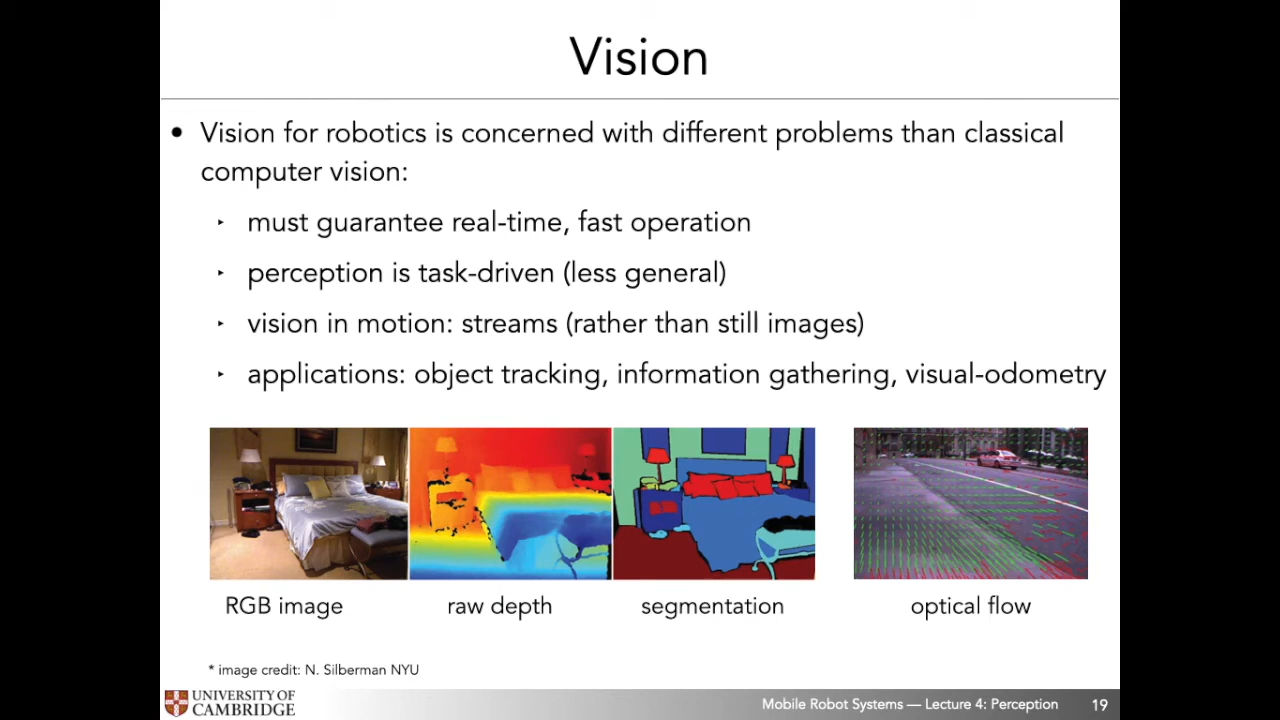 Vision
• Vision for robotics is concerned with different problems than classical
computer vision:
‣ must guarantee real-time, fast operation
‣ perception is task-driven (less general)
‣ vision in motion: streams (rather than still images)
‣ applications: object tracking, information gathering, visual-odometry
RGB image
raw depth
segmentation
optical flow
* image credit: N. Silberman NYU
UNIVERSITY OF
CAMBRIDGE
Mobile Robot Systems — Lecture 4: Perception
19